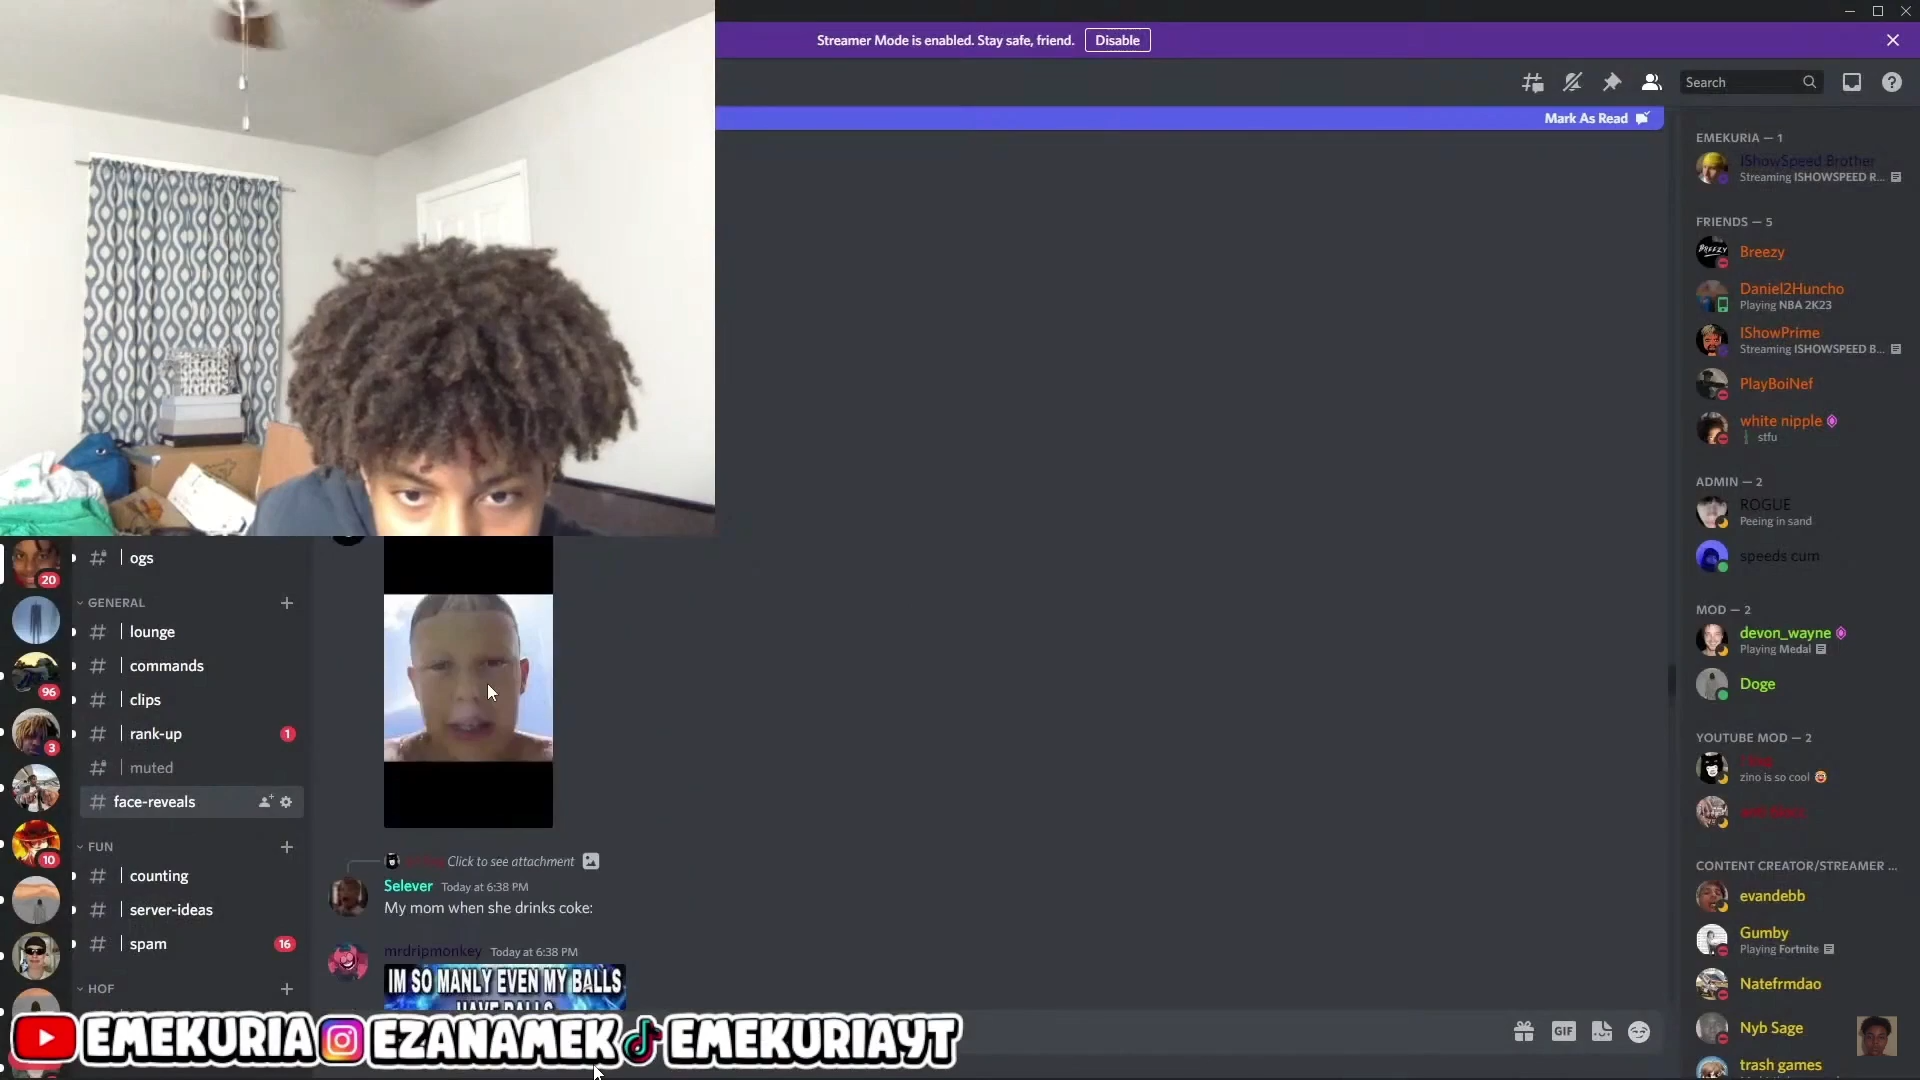 Streamer Mode is enabled. Stay safe, friend.
Disable
Search
Mark As Read
EMEKURIA — 1
IShowSpeed Brother
Streaming ISHOWSPEED R...
FRIENDS — 5
BREEZY
Breezy
Daniel2Huncho
Playing NBA 2K23
IShowPrime
Streaming ISHOWSPEED B...
PlayBoiNef
white nipple
stfu
ADMIN — 2
ROGUE
Peeing in sand
speeds cum
MOD — 2
devon_wayne
Playing Medal
Doge
YOUTUBE MOD — 2
zino is so cool
CONTENT CREATOR/STREAMER ...
evandebb
Gumby
Playing Fortnite
Natefrmdao
Nyb Sage
trash games
20
96
3
10
ogs
GENERAL
lounge
commands
clips
rank-up
1
muted
face-reveals
FUN
counting
server-ideas
spam
16
HOF
Click to see attachment
Selever Today at 6:38 PM
My mom when she drinks coke:
mrdripmonkey Today at 6:38 PM
IM SO MANLY EVEN MY BALLS
HAVE BALLS
GIF
EMEKURIA EZANAMEK EMEKURIAYT